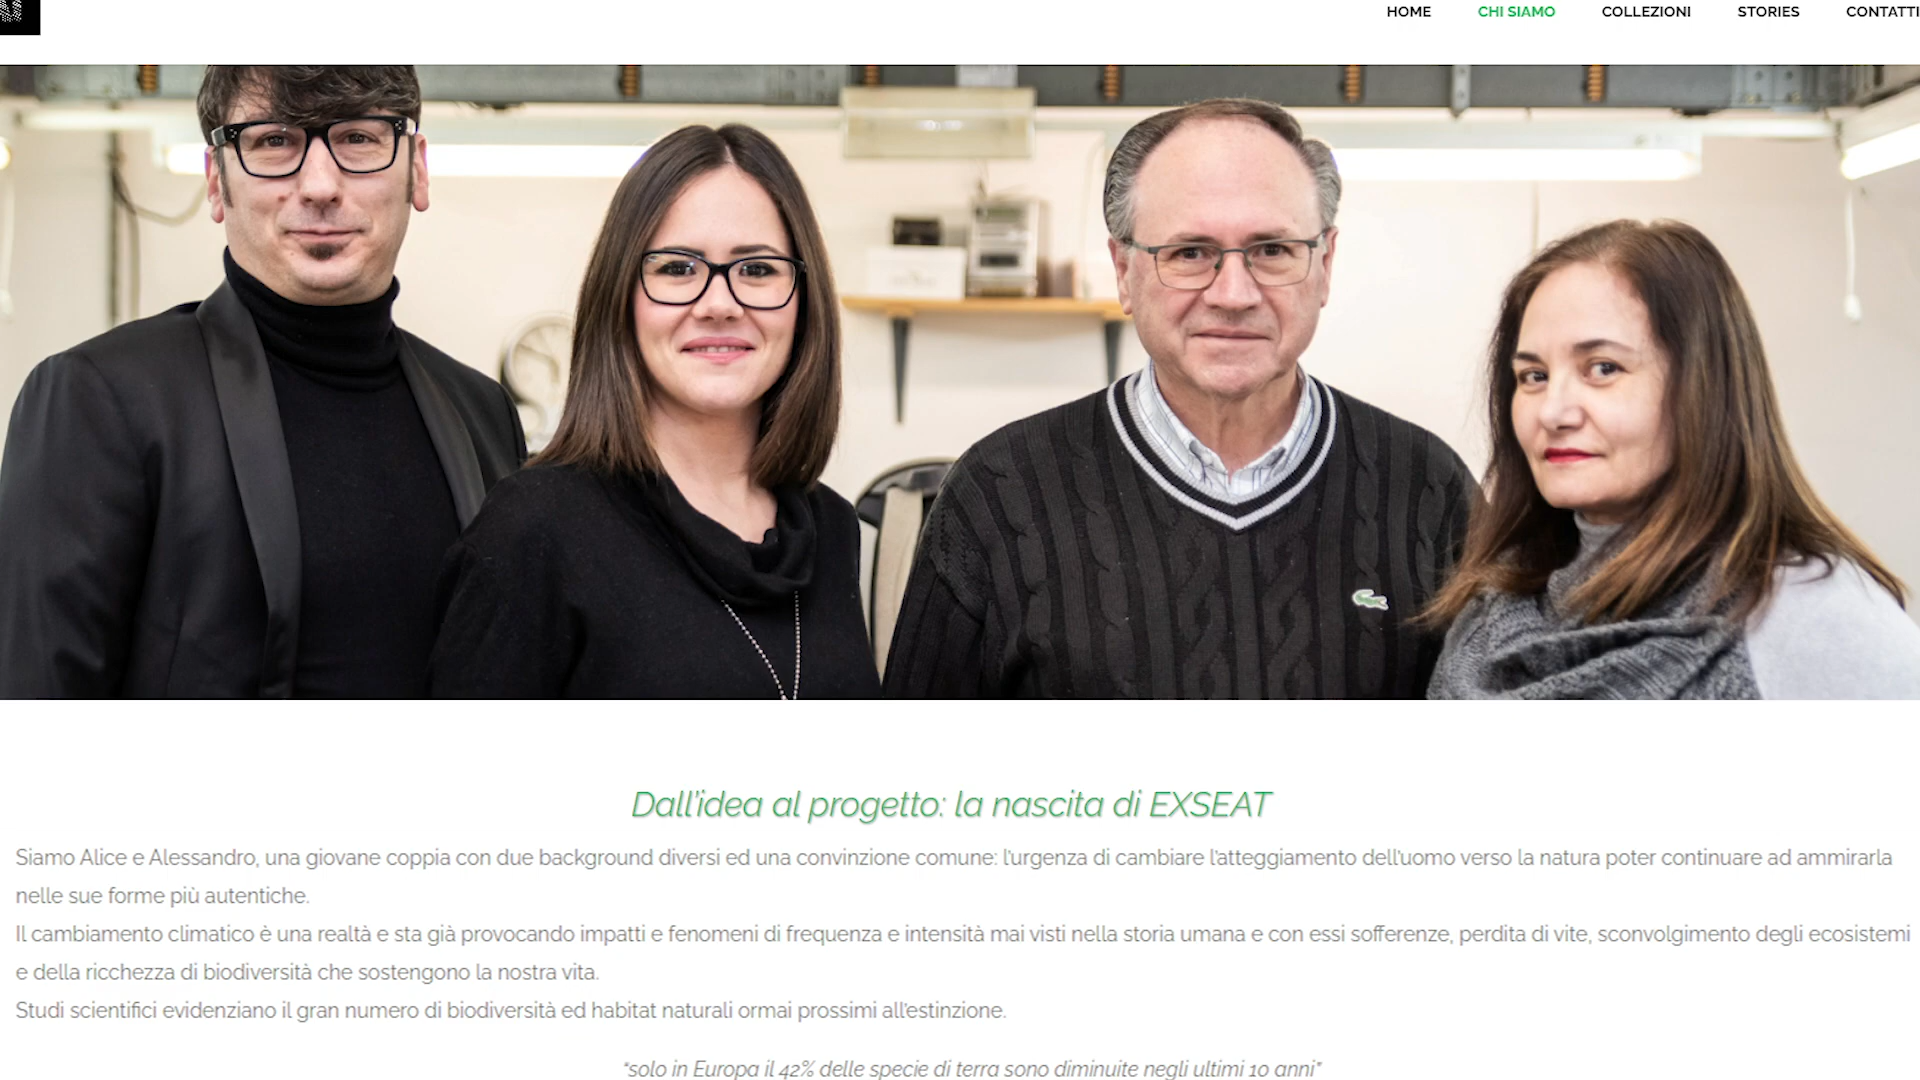 HOME CHI SIAMO COLLEZIONI STORIES CONTATTI
Dall'idea al progetto: la nascita di EXSEAT
Siamo Alice e Alessandro, una giovane coppia con due background diversi ed una convinzione comune: l'urgenza di cambiare l'atteggiamento dell'uomo verso la natura poter continuare ad ammirarla
nelle sue forme più autentiche.
Il cambiamento climatico è una realtà e sta già provocando impatti e fenomeni di frequenza e intensità mai visti nella storia umana e con essi sofferenze, perdita di vite, sconvolgimento degli ecosistemi
e della ricchezza di biodiversità che sostengono la nostra vita.
Studi scientifici evidenziano il gran numero di biodiversità ed habitat naturali ormai prossimi all'estinzione.
"solo in Europa il 42% delle specie di terra sono diminuite negli ultimi 10 anni"